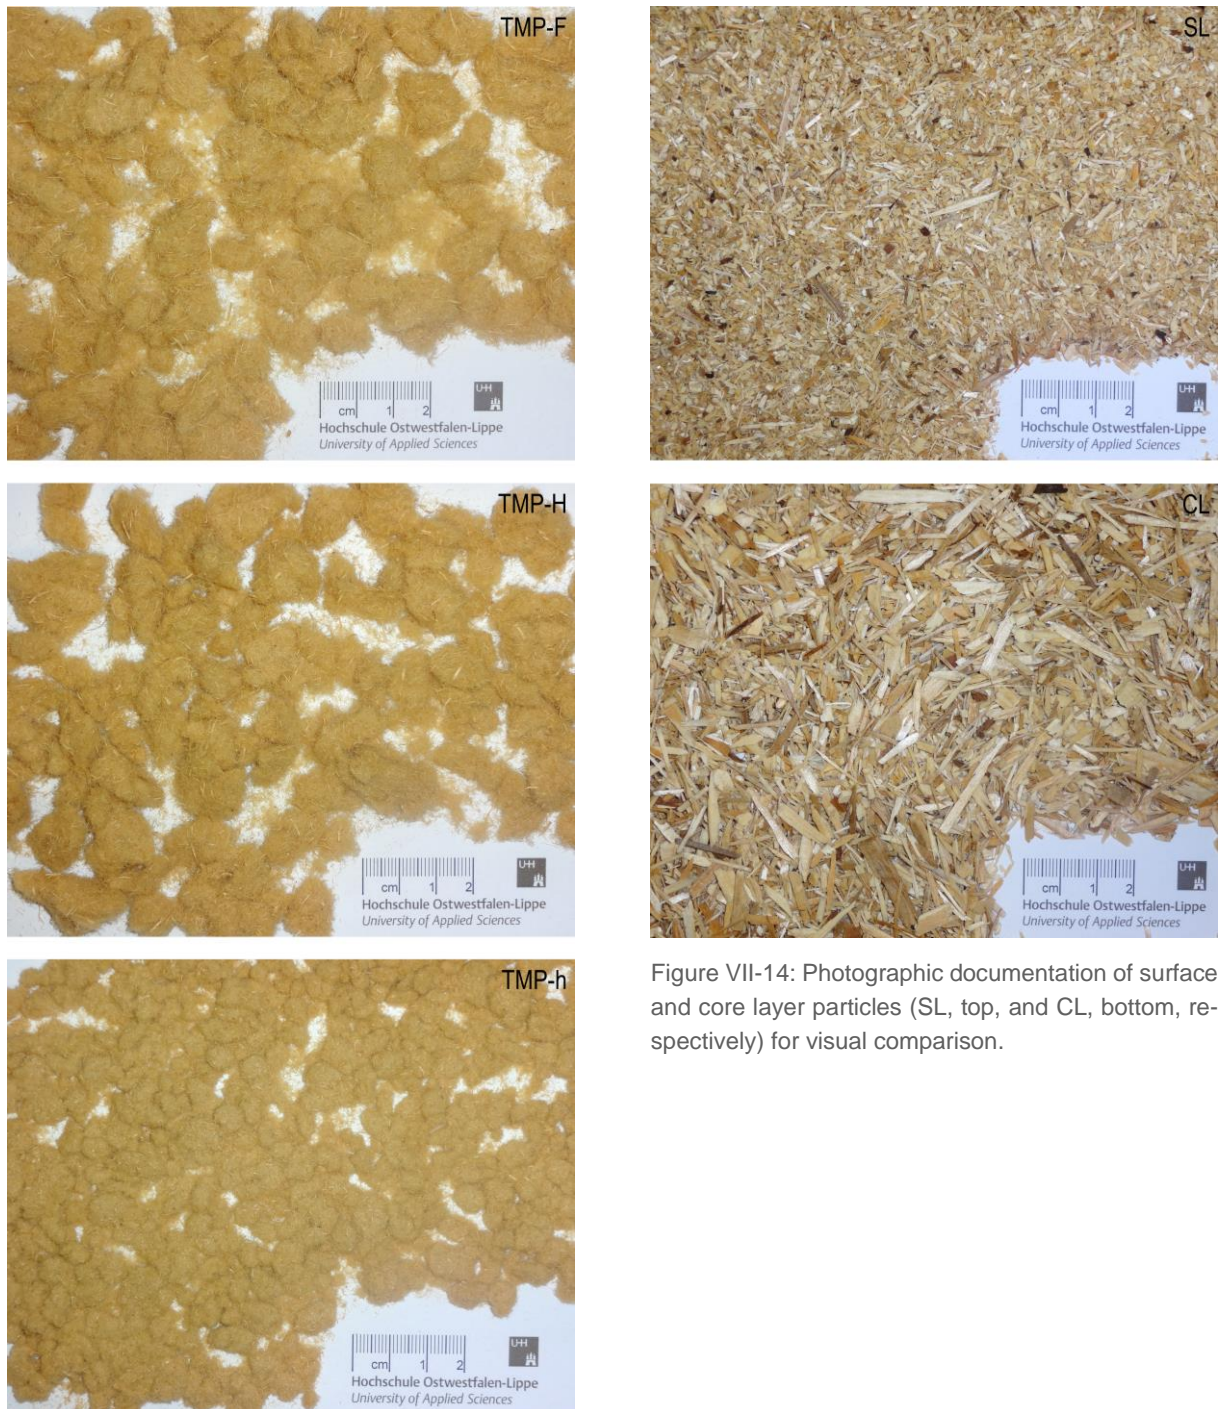 TMP-F
cm 1 2
U-H
Hochschule Ostwestfalen-Lippe
University of Applied Sciences
TMP-H
cm 1 2
U-H
Hochschule Ostwestfalen-Lippe
University of Applied Sciences
TMP-h
cm 1 2
U-H
Hochschule Ostwestfalen-Lippe
University of Applied Sciences
SL
cm 1 2
U-H
Hochschule Ostwestfalen-Lippe
University of Applied Sciences
CL
cm 1 2
U-H
Hochschule Ostwestfalen-Lippe
University of Applied Sciences
Figure VII-14: Photographic documentation of surface
and core layer particles (SL, top, and CL, bottom, re-
spectively) for visual comparison.